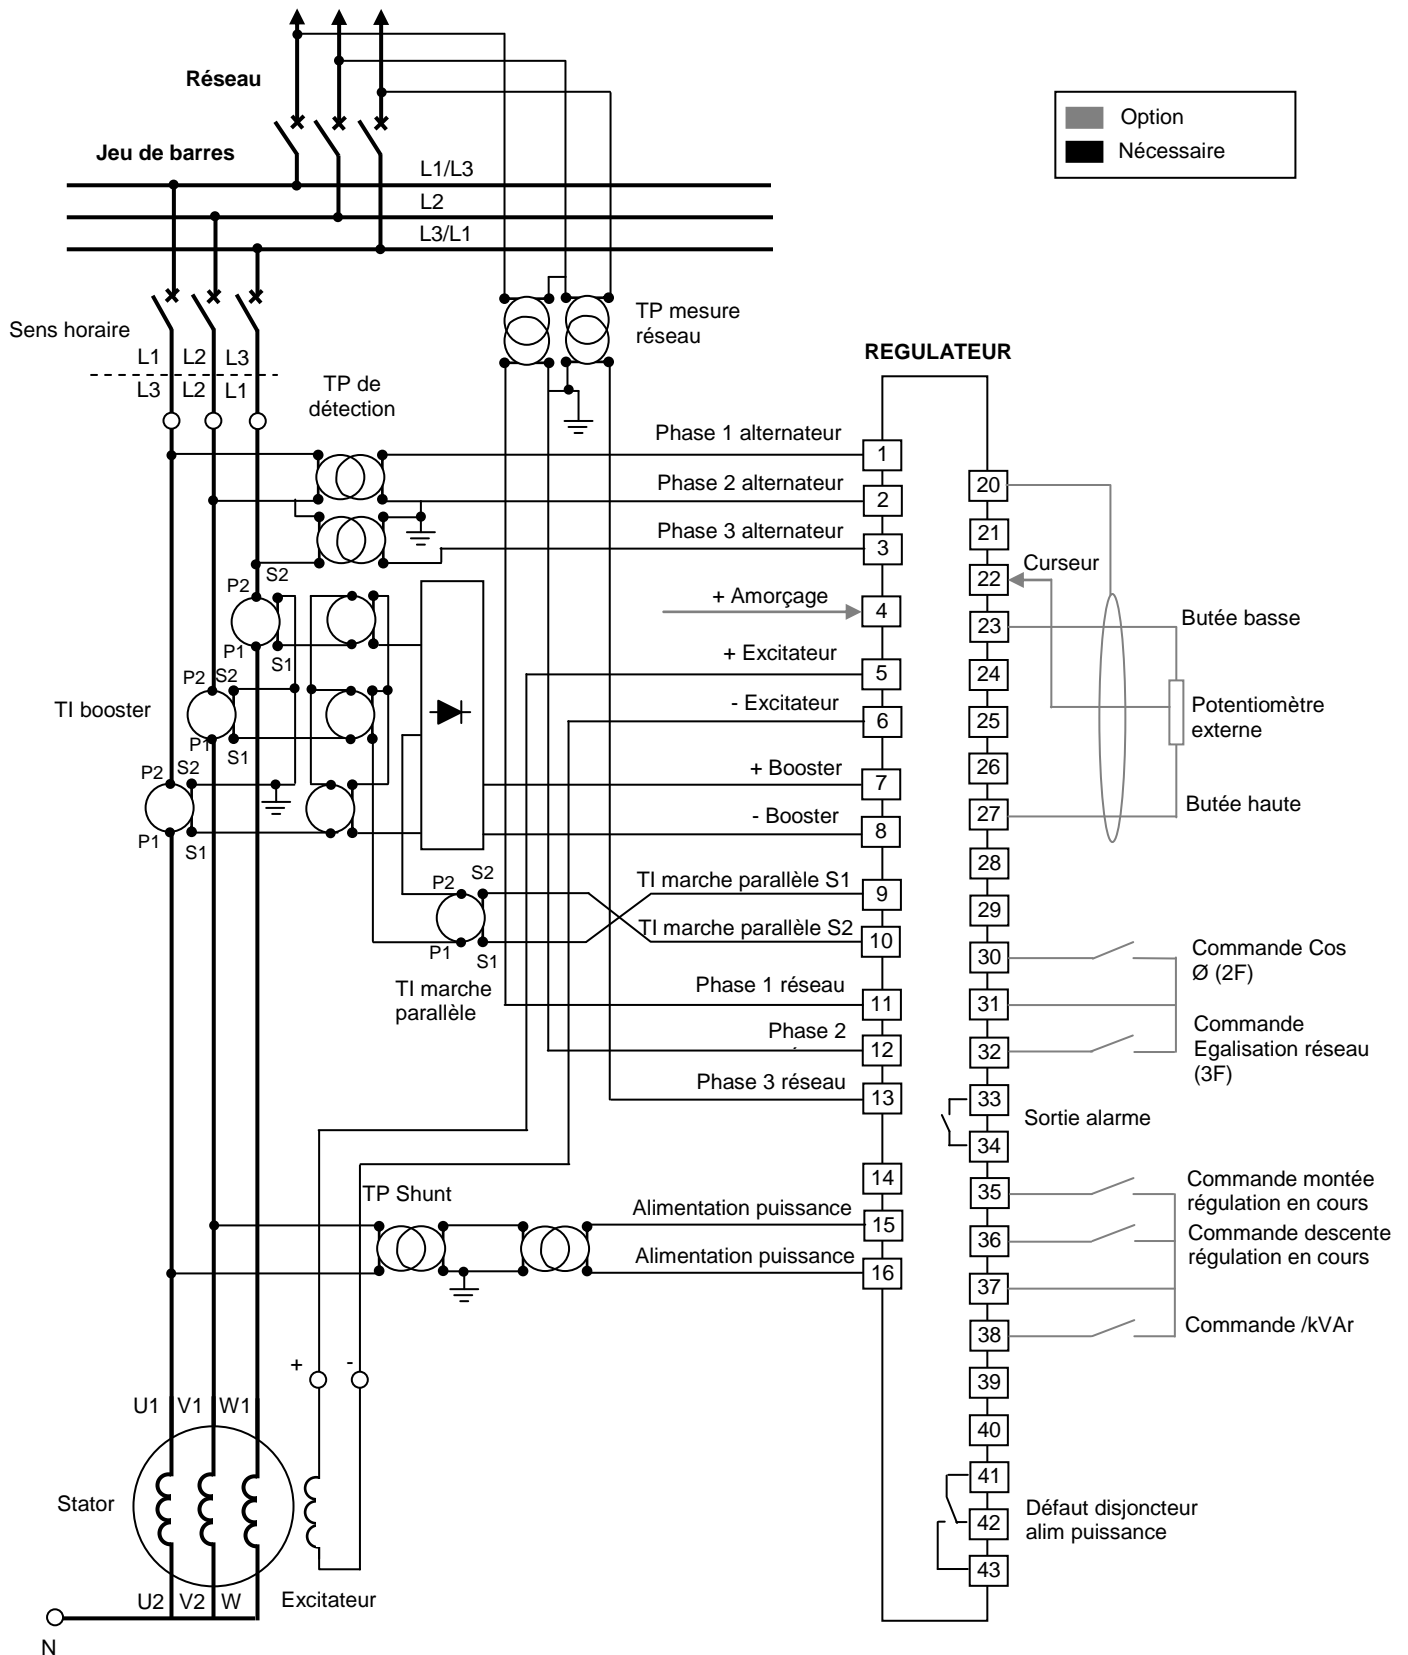 Réseau
Option
Nécessaire
Jeu de barres
L1/L3
L2
L3/L1
TP mesure
réseau
Sens horaire
L1 L2 L3
L3 L2 L1
TP de
détection
REGULATEUR
Phase 1 alternateur
1
Phase 2 alternateur
2
Phase 3 alternateur
3
+ Amorçage
4
+ Excitateur
5
- Excitateur
6
+ Booster
7
- Booster
8
TI marche parallèle S1
9
TI marche parallèle S2
10
Phase 1 réseau
11
Phase 2
12
Phase 3 réseau
13
14
Alimentation puissance
15
Alimentation puissance
16
P2 S2
P1 S1
P2 S2
P1 S1
TI booster
P2 S2
P1 S1
P2 S2
P1 S1
TI marche
parallèle
TP Shunt
20
21
22
Curseur
23
Butée basse
24
25
Potentiomètre
externe
26
27
Butée haute
28
29
30
Commande Cos
Ø (2F)
31
32
Commande
Egalisation réseau
(3F)
33
34
Sortie alarme
35
Commande montée
régulation en cours
36
Commande descente
régulation en cours
37
38
Commande /kVAr
39
40
41
42
43
Défaut disjoncteur
alim puissance
+ -
U1 V1 W1
Stator
U2 V2 W
Excitateur
N